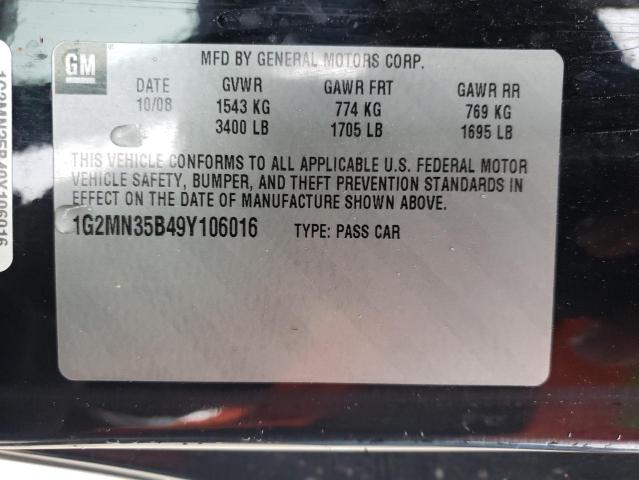 GM
MFD BY GENERAL MOTORS CORP.
DATE GVWR GAWR FRT GAWR RR
10/08 1543 KG 774 KG 769 KG
3400 LB 1705 LB 1695 LB
THIS VEHICLE CONFORMS TO ALL APPLICABLE U.S. FEDERAL MOTOR
VEHICLE SAFETY, BUMPER, AND THEFT PREVENTION STANDARDS
IN EFFECT ON THE DATE OF MANUFACTURE SHOWN ABOVE.
1G2MN35B49Y106016 TYPE: PASS CAR
1G2MN35B49Y106016